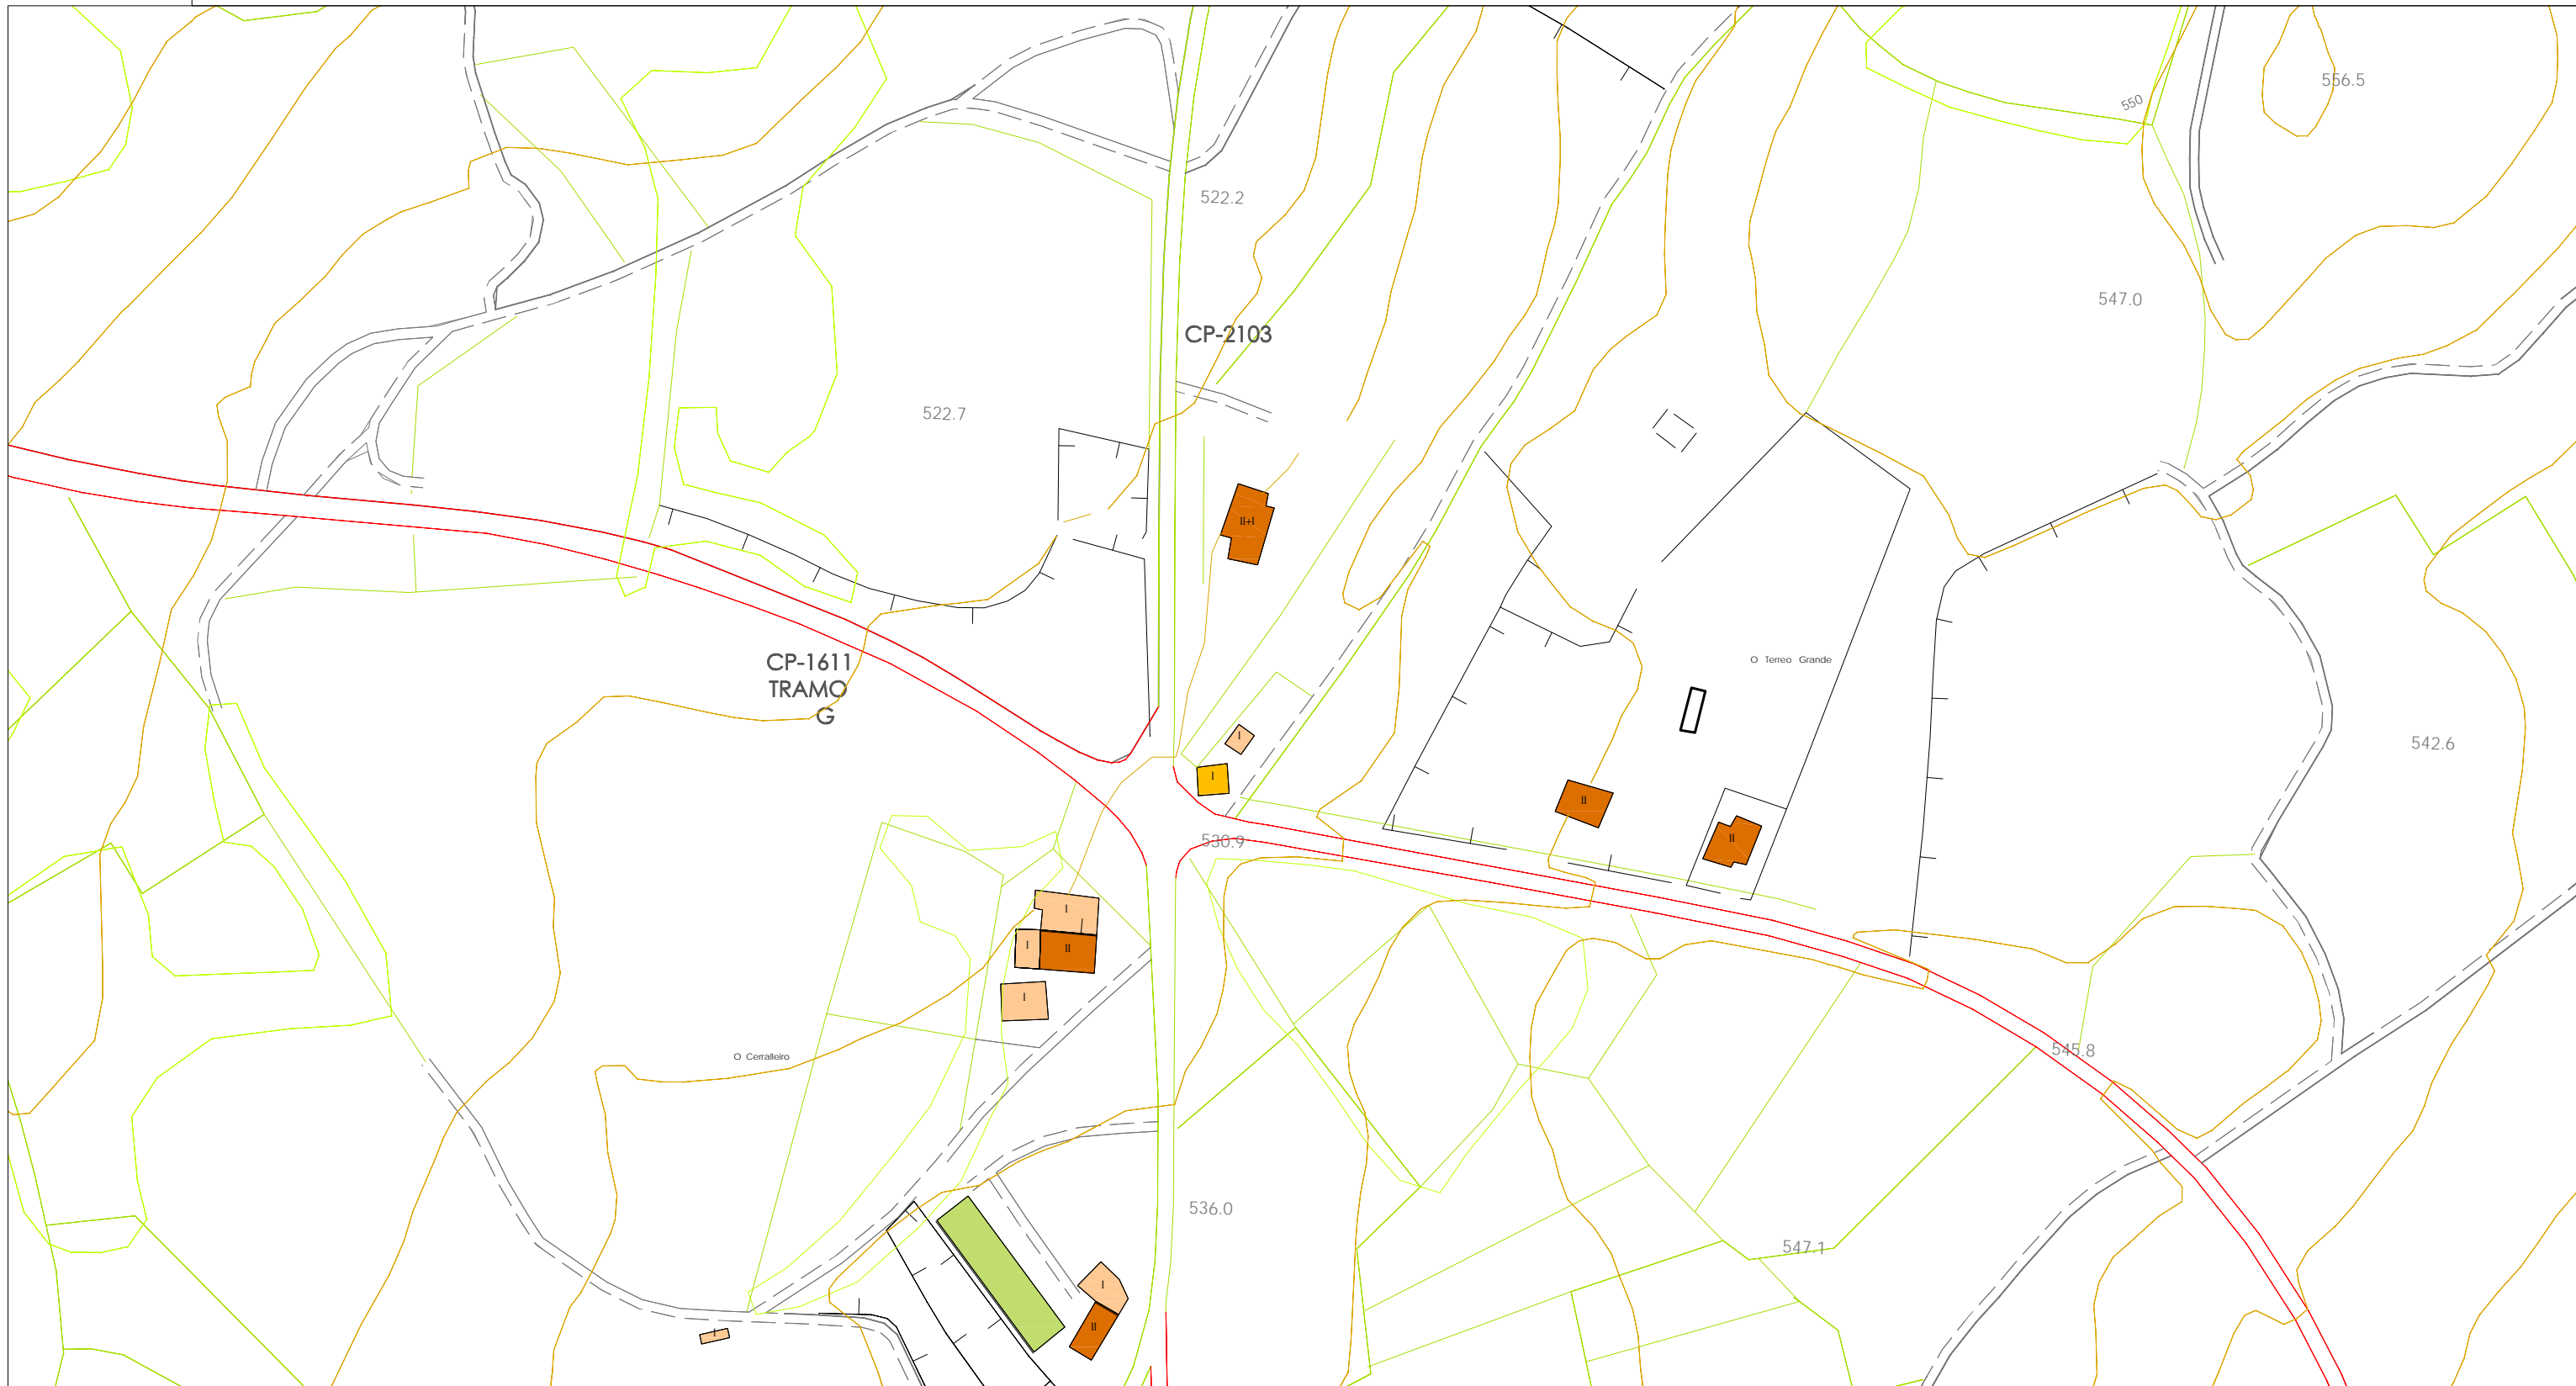 556.5
550
522.2
547.0
CP-2103
522.7
II+I
CP-1611
TRAMO
G
O Terreo Grande
I
542.6
I
II
II
530.9
I
I
II
I
O Cerralleiro
545.8
536.0
547.1
I
II
I